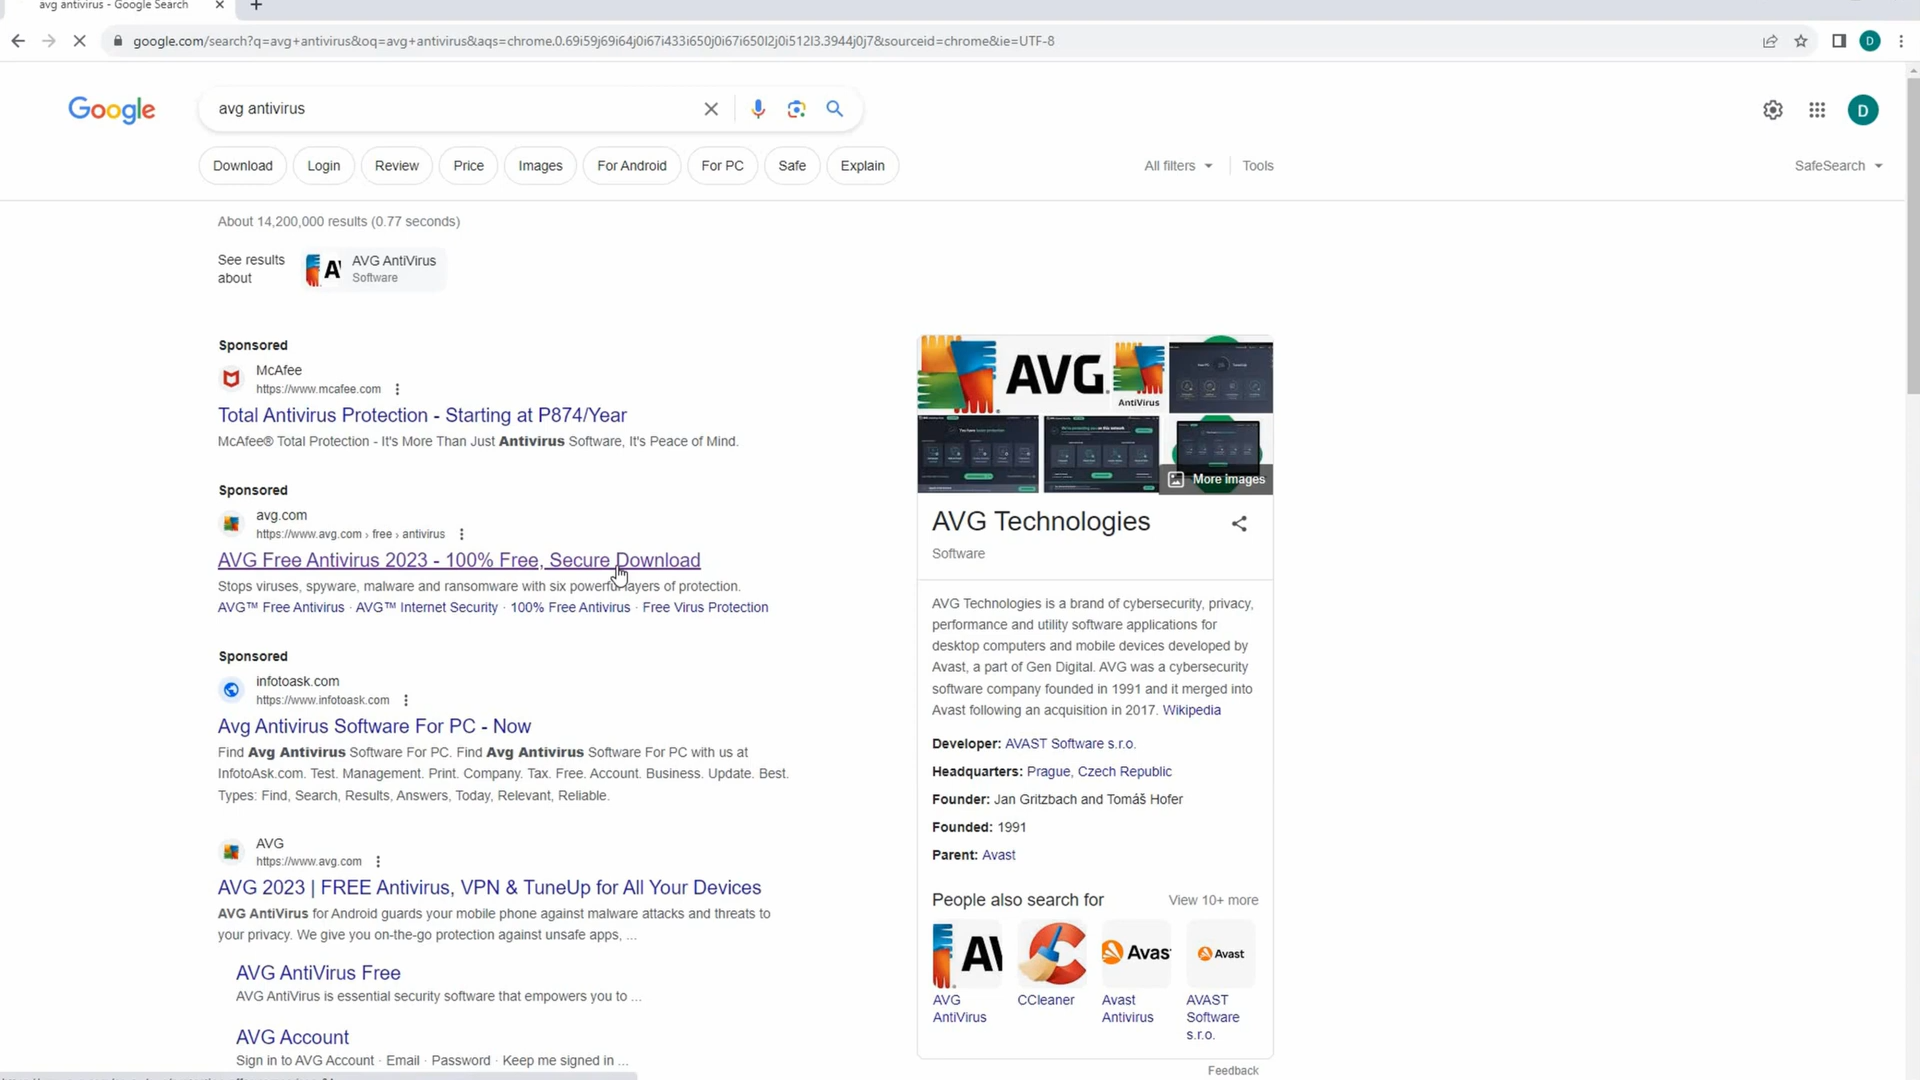 avg antivirus - Google Search
google.com/search?q=avg+antivirus&oq=avg+antivirus&aqs=chrome.0.69i59j69i64j0i67i433i650j0i67i650l2j0i512l3.3944j0j7&sourceid=chrome&ie=UTF-8
D
Google
avg antivirus
D
Download
Login
Review
Price
Images
For Android
For PC
Safe
Explain
All filters
Tools
SafeSearch
About 14,200,000 results (0.77 seconds)
See results
about
AVG AntiVirus
Software
Sponsored
McAfee
https://www.mcafee.com
Total Antivirus Protection - Starting at P874/Year
McAfee® Total Protection - It's More Than Just Antivirus Software, It's Peace of Mind.
Sponsored
avg.com
https://www.avg.com › free › antivirus
AVG Free Antivirus 2023 - 100% Free, Secure Download
Stops viruses, spyware, malware and ransomware with six powerful layers of protection.
AVG™ Free Antivirus · AVG™ Internet Security · 100% Free Antivirus · Free Virus Protection
Sponsored
infotoask.com
https://www.infotoask.com
Avg Antivirus Software For PC - Now
Find Avg Antivirus Software For PC. Find Avg Antivirus Software For PC with us at
InfotoAsk.com. Test. Management. Print. Company. Tax. Free. Account. Business. Update. Best.
Types: Find, Search, Results, Answers, Today, Relevant, Reliable.
AVG
https://www.avg.com
AVG 2023 | FREE Antivirus, VPN & TuneUp for All Your Devices
AVG AntiVirus for Android guards your mobile phone against malware attacks and threats to
your privacy. We give you on-the-go protection against unsafe apps, ...
AVG AntiVirus Free
AVG AntiVirus is essential security software that empowers you to ...
AVG Account
Sign in to AVG Account · Email · Password · Keep me signed in ...
AVG
AntiVirus
More images
AVG Technologies
Software
AVG Technologies is a brand of cybersecurity, privacy,
performance and utility software applications for
desktop computers and mobile devices developed by
Avast, a part of Gen Digital. AVG was a cybersecurity
software company founded in 1991 and it merged into
Avast following an acquisition in 2017. Wikipedia
Developer: AVAST Software s.r.o.
Headquarters: Prague, Czech Republic
Founder: Jan Gritzbach and Tomáš Hofer
Founded: 1991
Parent: Avast
People also search for
View 10+ more
Avast
AVG
AntiVirus
CCleaner
Avast
Antivirus
AVAST
Software
s.r.o.
Feedback